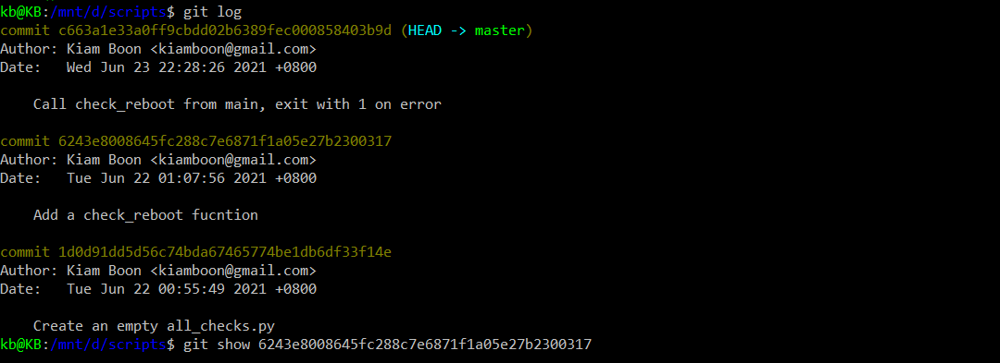 kb@KB:/mnt/d/scripts$ git log
commit c663a1e33a0ff9cbdd02b6389fec000858403b9d (HEAD -> master)
Author: Kiam Boon <kiamboon@gmail.com>
Date:   Wed Jun 23 22:28:26 2021 +0800
    Call check_reboot from main, exit with 1 on error
commit 6243e8008645fc288c7e6871f1a05e27b2300317
Author: Kiam Boon <kiamboon@gmail.com>
Date:   Tue Jun 22 01:07:56 2021 +0800
    Add a check_reboot fucntion
commit 1d0d91dd5d56c74bda67465774be1db6df33f14e
Author: Kiam Boon <kiamboon@gmail.com>
Date:   Tue Jun 22 00:55:49 2021 +0800
    Create an empty all_checks.py
kb@KB:/mnt/d/scripts$ git show 6243e8008645fc288c7e6871f1a05e27b2300317